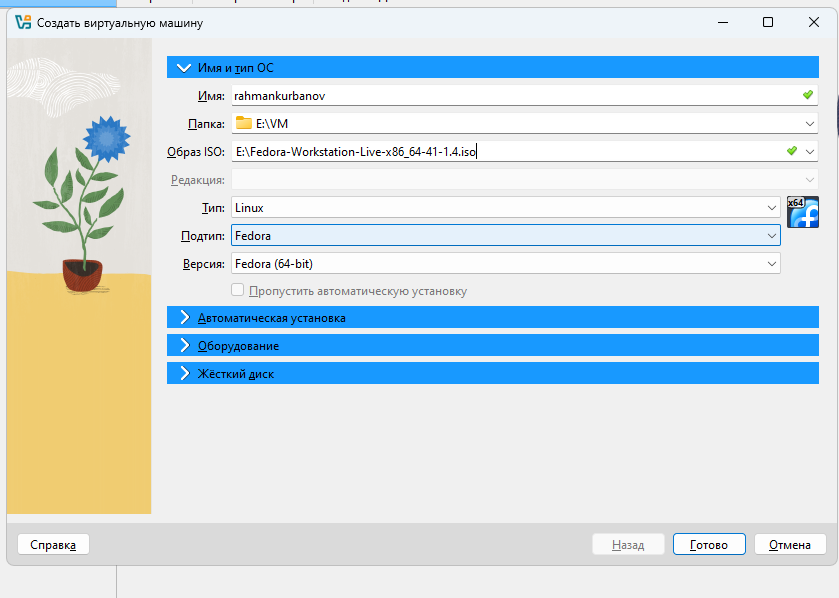 Создать виртуальную машину
Имя и тип ОС
Имя: rahmankurbanov
Папка: E:\VM
Образ ISO: E:\Fedora-Workstation-Live-x86_64-41-1.4.iso
Редакция:
Тип: Linux
x64
Подтип: Fedora
Версия: Fedora (64-bit)
Пропустить автоматическую установку
Автоматическая установка
Оборудование
Жёсткий диск
Справка Назад Готово Отмена